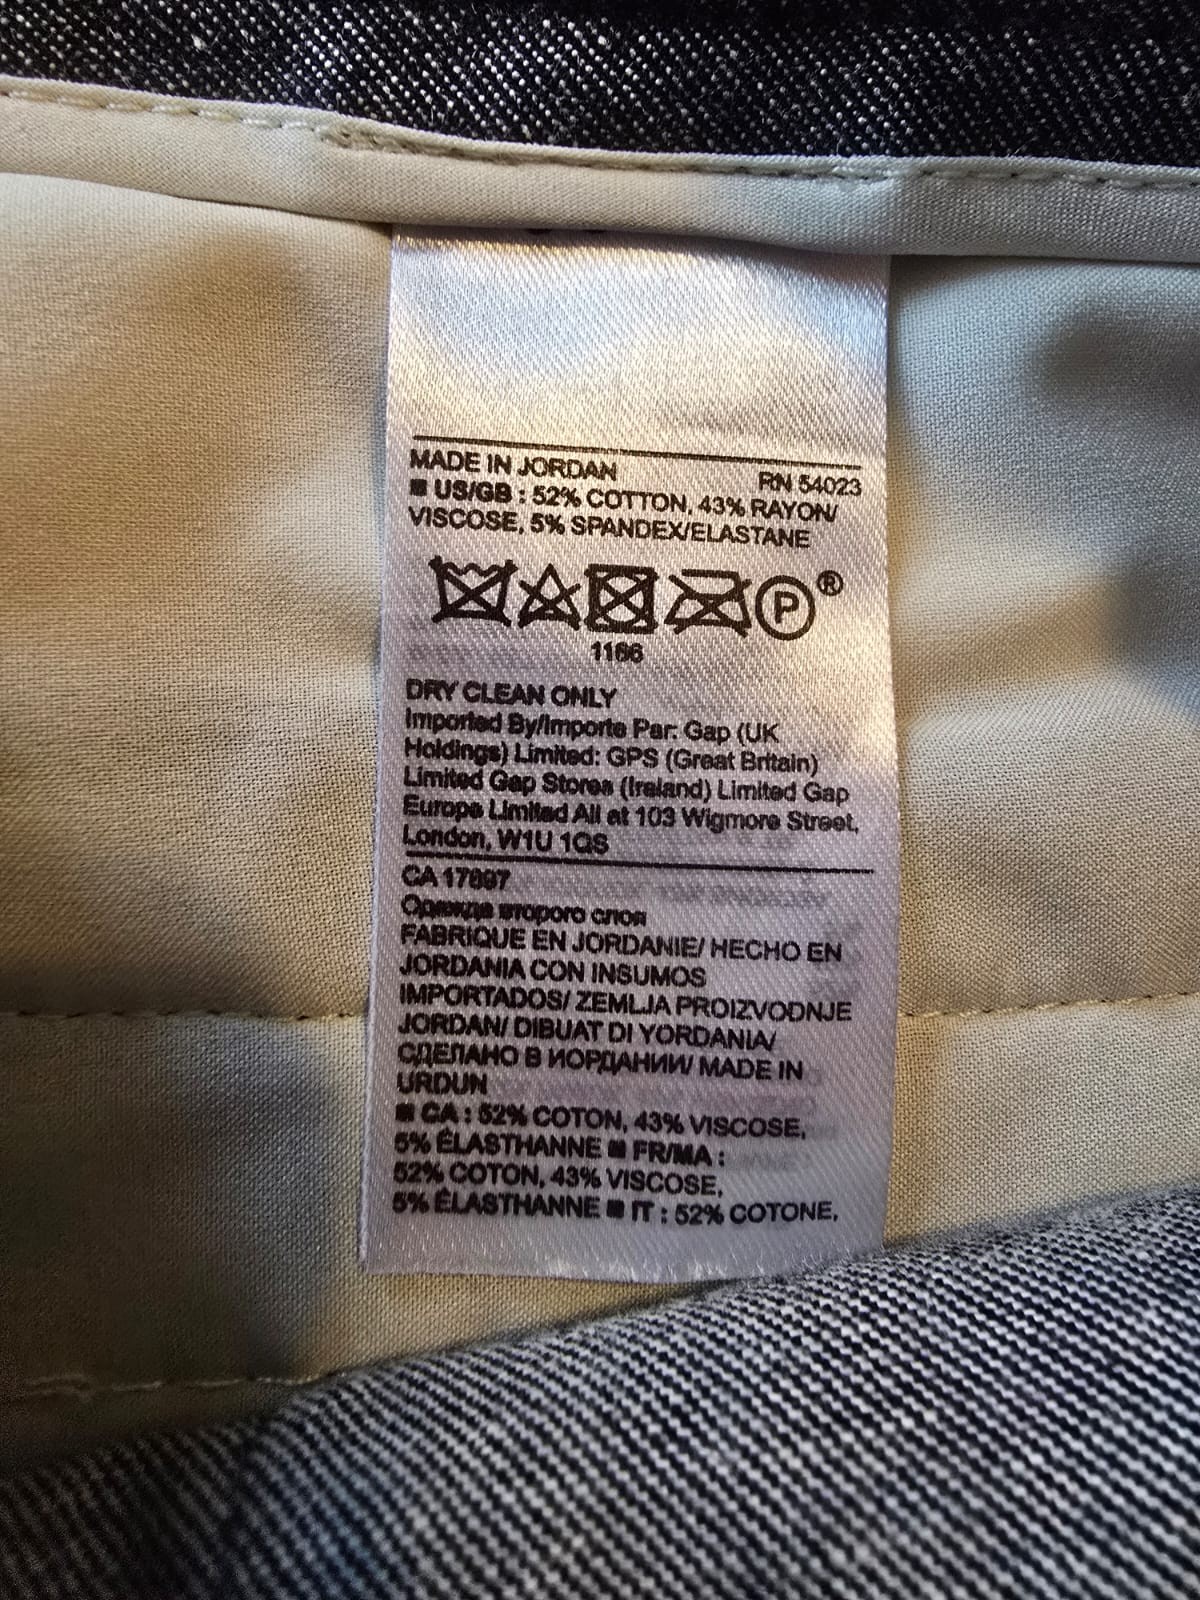 MADE IN JORDAN RN 54023
■ US/GB : 52% COTTON, 43% RAYON/
VISCOSE, 5% SPANDEX/ELASTANE
P ®
1166
DRY CLEAN ONLY
Imported By/Importe Par: Gap (UK
Holdings) Limited: GPS (Great Britain)
Limited Gap Stores (Ireland) Limited Gap
Europe Limited All at 103 Wigmore Street,
London, W1U 1QS
CA 17897
Одежда второго слоя
FABRIQUE EN JORDANIE/ HECHO EN
JORDANIA CON INSUMOS
IMPORTADOS/ ZEMLJA PROIZVODNJE
JORDAN/ DIBUAT DI YORDANIA/
СДЕЛАНО В ИОРДАНИИ/ MADE IN
URDUN
■ CA : 52% COTON, 43% VISCOSE,
5% ÉLASTHANNE ■ FR/MA :
52% COTON, 43% VISCOSE,
5% ÉLASTHANNE ■ IT : 52% COTONE,